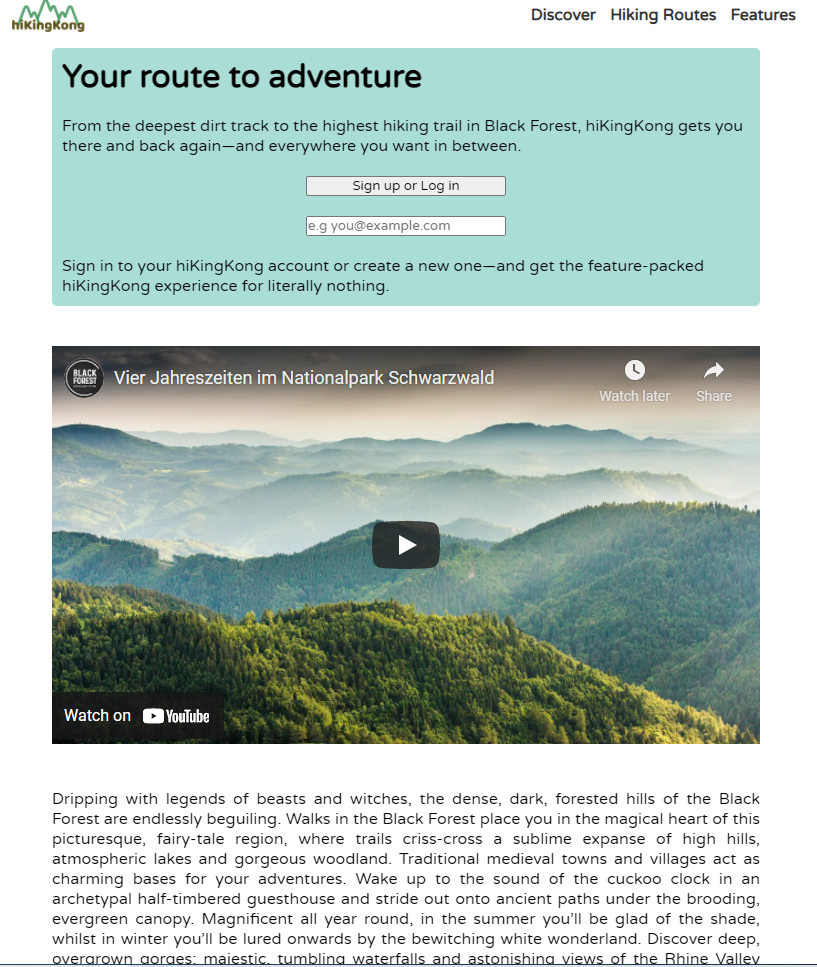 hiKingKong
Discover Hiking Routes Features
Your route to adventure
From the deepest dirt track to the highest hiking trail in Black Forest, hiKingKong gets you
there and back again—and everywhere you want in between.
Sign up or Log in
e.g you@example.com
Sign in to your hiKingKong account or create a new one—and get the feature-packed
hiKingKong experience for literally nothing.
BLACK FOREST
Vier Jahreszeiten im Nationalpark Schwarzwald
Watch later Share
Watch on YouTube
Dripping with legends of beasts and witches, the dense, dark, forested hills of the Black
Forest are endlessly beguiling. Walks in the Black Forest place you in the magical heart of this
picturesque, fairy-tale region, where trails criss-cross a sublime expanse of high hills,
atmospheric lakes and gorgeous woodland. Traditional medieval towns and villages act as
charming bases for your adventures. Wake up to the sound of the cuckoo clock in an
archetypal half-timbered guesthouse and stride out onto ancient paths under the brooding,
evergreen canopy. Magnificent all year round, in the summer you'll be glad of the shade,
whilst in winter you'll be lured onwards by the bewitching white wonderland. Discover deep,
overgrown gorges; majestic, tumbling waterfalls and astonishing views of the Rhine Valley